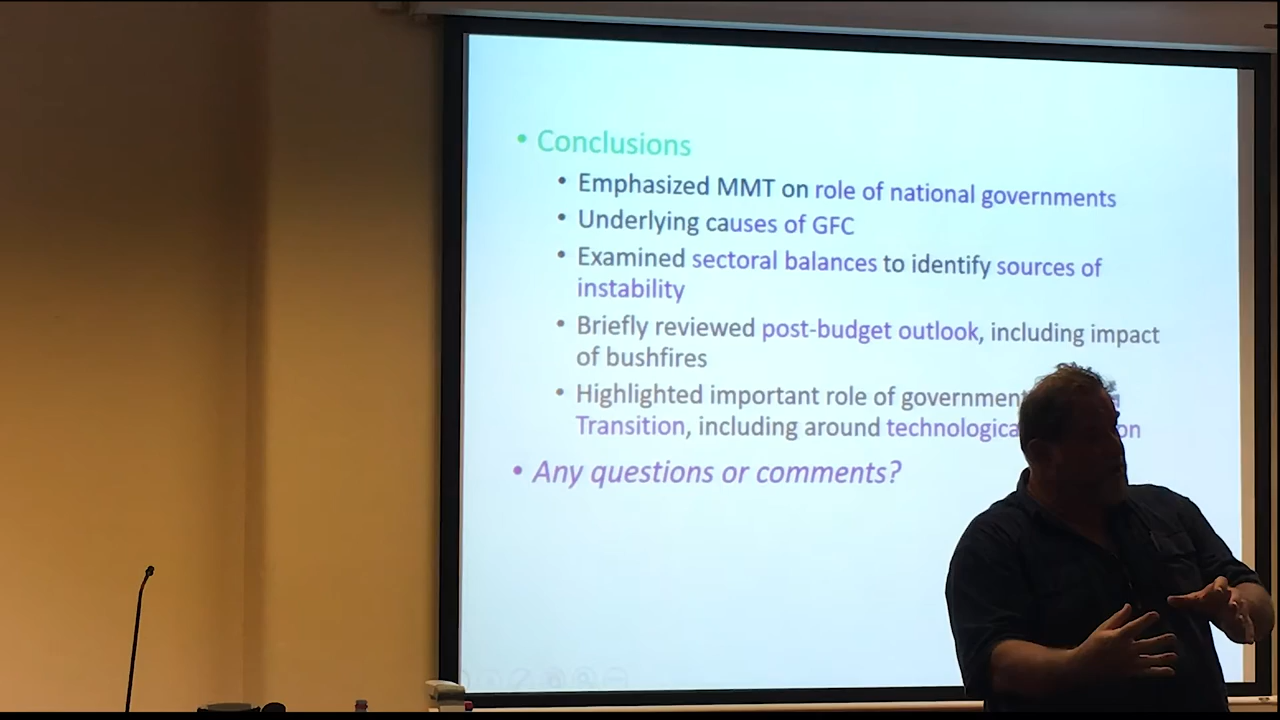 • Conclusions
• Emphasized MMT on role of national governments
• Underlying causes of GFC
• Examined sectoral balances to identify sources of
instability
• Briefly reviewed post-budget outlook, including impact
of bushfires
• Highlighted important role of government
Transition, including around
• Any questions or comments?